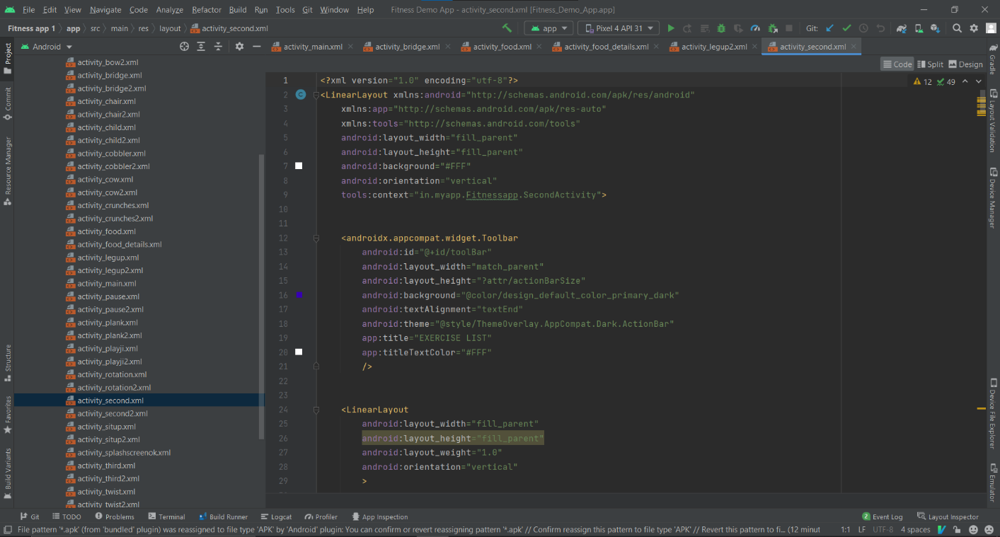 File Edit View Navigate Code Analyze Refactor Build Run Tools Git Window Help Fitness Demo App - activity_second.xml [Fitness_Demo_App.app]
Fitness app 1 app src main res layout activity_second.xml app Pixel 4 API 31 Git:
Android activity_main.xml activity_bridge.xml activity_food.xml activity_food_details.xml activity_legup2.xml activity_second.xml
Code Split Design
12 49
Project
Commit
Resource Manager
Structure
Favorites
Build Variants
activity_bow2.xml
activity_bridge.xml
activity_bridge2.xml
activity_chair.xml
activity_chair2.xml
activity_child.xml
activity_child2.xml
activity_cobbler.xml
activity_cobbler2.xml
activity_cow.xml
activity_cow2.xml
activity_crunches.xml
activity_crunches2.xml
activity_food.xml
activity_food_details.xml
activity_legup.xml
activity_legup2.xml
activity_main.xml
activity_pause.xml
activity_pause2.xml
activity_plank.xml
activity_plank2.xml
activity_playji.xml
activity_playji2.xml
activity_rotation.xml
activity_rotation2.xml
activity_second.xml
activity_second2.xml
activity_situp.xml
activity_situp2.xml
activity_splashscreenok.xml
activity_third.xml
activity_third2.xml
activity_twist.xml
activity_twist2.xml
1 <?xml version="1.0" encoding="utf-8"?>
2 C <LinearLayout xmlns:android="http://schemas.android.com/apk/res/android"
3 xmlns:app="http://schemas.android.com/apk/res-auto"
4 xmlns:tools="http://schemas.android.com/tools"
5 android:layout_width="fill_parent"
6 android:layout_height="fill_parent"
7 android:background="#FFF"
8 android:orientation="vertical"
9 tools:context="in.myapp.Fitnessapp.SecondActivity">
10
11
12 <androidx.appcompat.widget.Toolbar
13 android:id="@+id/toolBar"
14 android:layout_width="match_parent"
15 android:layout_height="?attr/actionBarSize"
16 android:background="@color/design_default_color_primary_dark"
17 android:textAlignment="textEnd"
18 android:theme="@style/ThemeOverlay.AppCompat.Dark.ActionBar"
19 app:title="EXERCISE LIST"
20 app:titleTextColor="#FFF"
21 />
22
23
24 <LinearLayout
25 android:layout_width="fill_parent"
26 android:layout_height="fill_parent"
27 android:layout_weight="1.0"
28 android:orientation="vertical"
29 >
Gradle
Layout Validation
Device Manager
Device File Explorer
Emulator
Git TODO Problems Terminal Build Runner Logcat Profiler App Inspection 2 Event Log Layout Inspector
File pattern '*.apk' (from 'bundled' plugin) was reassigned to file type 'APK' by 'Android' plugin: You can confirm or revert reassigning pattern '*.apk' // Confirm reassign this pattern to file type 'APK' // Revert this pattern to fi... (12 minut 1:1 LF UTF-8 4 spaces